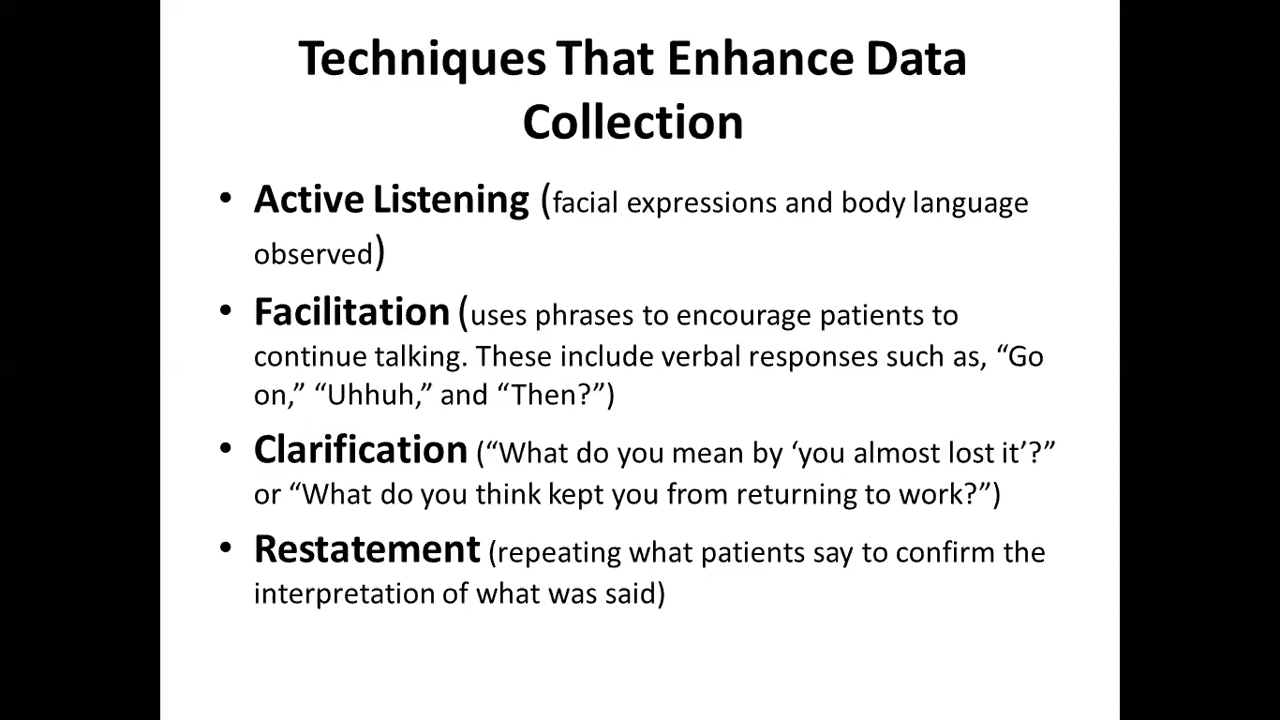 Techniques That Enhance Data
Collection
• Active Listening (facial expressions and body language
observed)
• Facilitation (uses phrases to encourage patients to
continue talking. These include verbal responses such as, “Go
on,” “Uhhuh,” and “Then?”)
• Clarification (“What do you mean by ‘you almost lost it’?”
or “What do you think kept you from returning to work?”)
• Restatement (repeating what patients say to confirm the
interpretation of what was said)